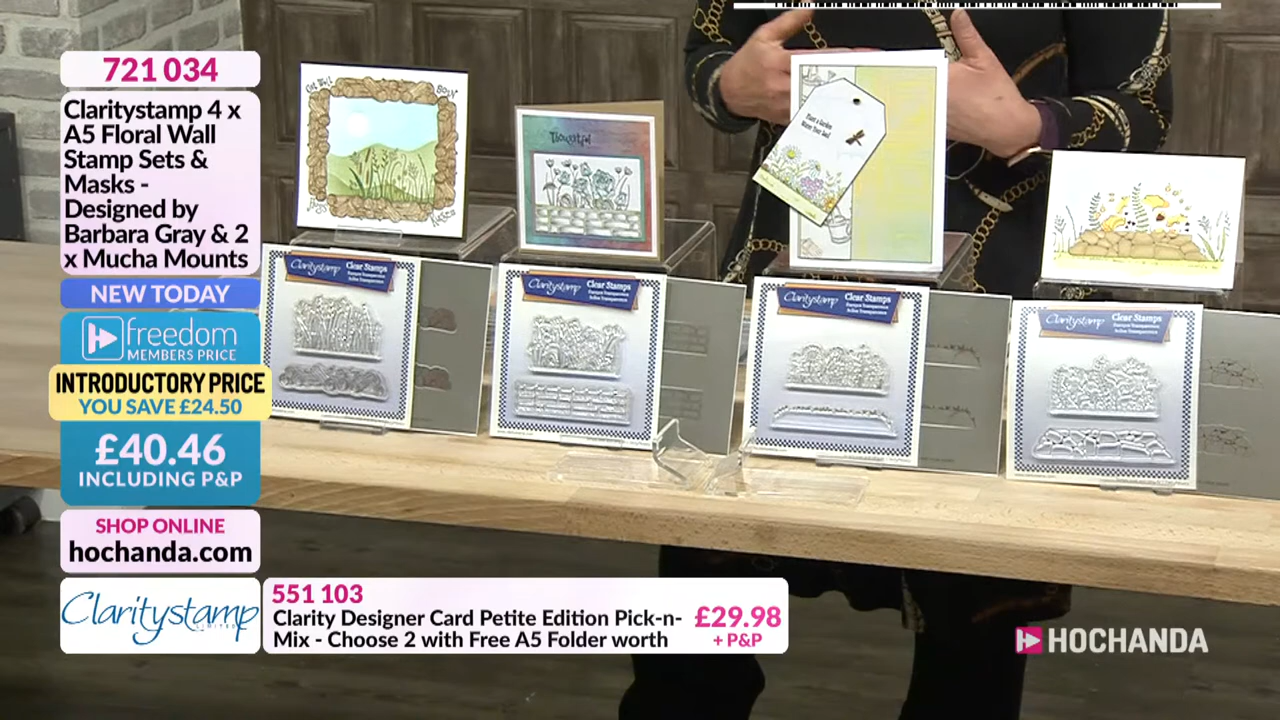 721 034
Claritystamp 4 x
A5 Floral Wall
Stamp Sets &
Masks -
Designed by
Barbara Gray & 2
x Mucha Mounts
NEW TODAY
freedom
MEMBERS PRICE
INTRODUCTORY PRICE
YOU SAVE £24.50
£40.46
INCLUDING P&P
SHOP ONLINE
hochanda.com
Claritystamp
LIMITED
551 103
Clarity Designer Card Petite Edition Pick-n-
Mix - Choose 2 with Free A5 Folder worth
£29.98
+ P&P
HOCHANDA
Thoughtful
Plant a Garden
Claritystamp
Clear Stamps
Claritystamp
Clear Stamps
Claritystamp
Clear Stamps
Claritystamp
Clear Stamps